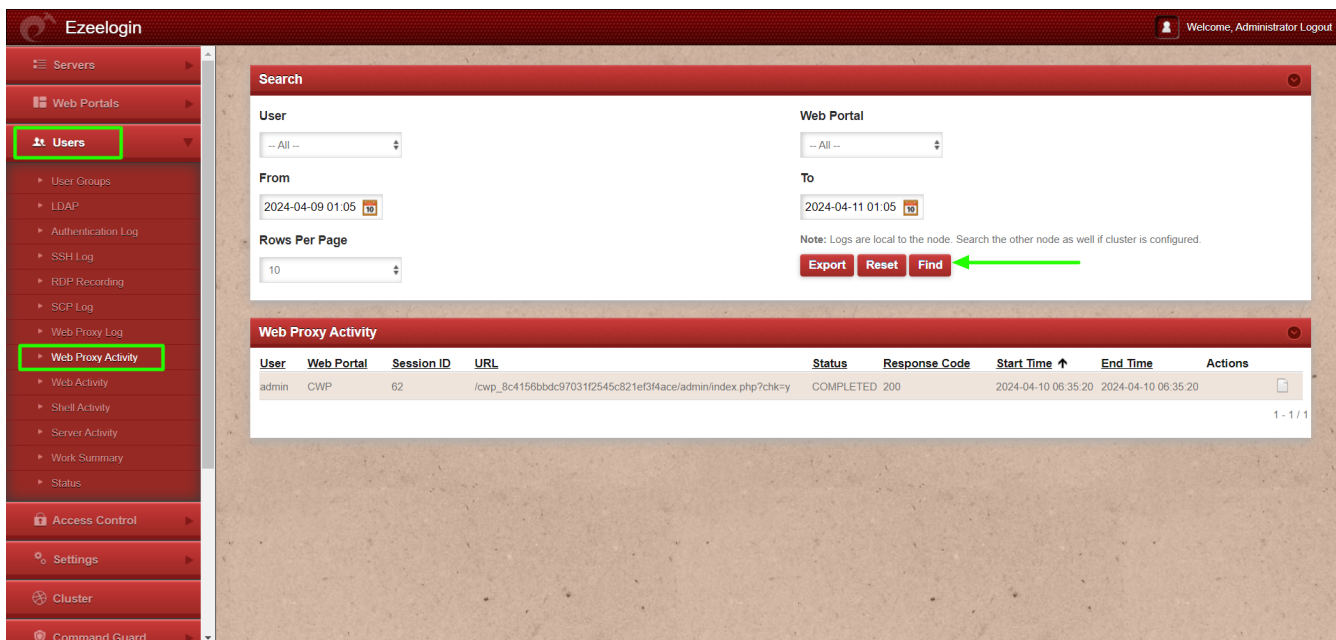 Ezeelogin
Welcome, Administrator Logout
Servers
Web Portals
Users
User Groups
LDAP
Authentication Log
SSH Log
RDP Recording
SCP Log
Web Proxy Log
Web Proxy Activity
Web Activity
Shell Activity
Server Activity
Work Summary
Status
Access Control
Settings
Cluster
Command Guard
Search
User
Web Portal
-- All --
-- All --
From
To
2024-04-09 01:05 10
2024-04-11 01:05 10
Rows Per Page
Note: Logs are local to the node. Search the other node as well if cluster is configured.
10
Export Reset Find
Web Proxy Activity
User Web Portal Session ID URL Status Response Code Start Time ↑ End Time Actions
admin CWP 62 /cwp_8c4156bbdc97031f2545c821ef3f4ace/admin/index.php?chk=y COMPLETED 200 2024-04-10 06:35:20 2024-04-10 06:35:20
1 - 1 / 1